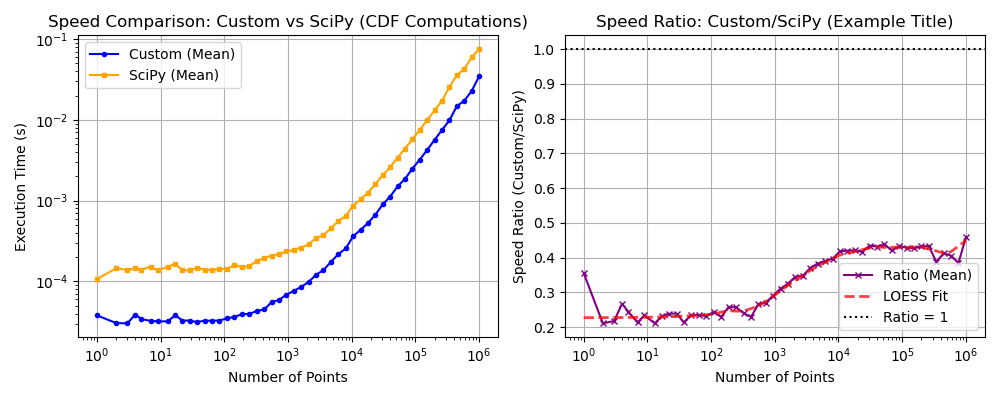 Speed Comparison: Custom vs SciPy (CDF Computations)
Execution Time (s)
10⁻¹
10⁻²
10⁻³
10⁻⁴
Custom (Mean)
SciPy (Mean)
10⁰ 10¹ 10² 10³ 10⁴ 10⁵ 10⁶
Number of Points
Speed Ratio: Custom/SciPy (Example Title)
Speed Ratio (Custom/SciPy)
1.0
0.9
0.8
0.7
0.6
0.5
0.4
0.3
0.2
Ratio (Mean)
LOESS Fit
Ratio = 1
10⁰ 10¹ 10² 10³ 10⁴ 10⁵ 10⁶
Number of Points